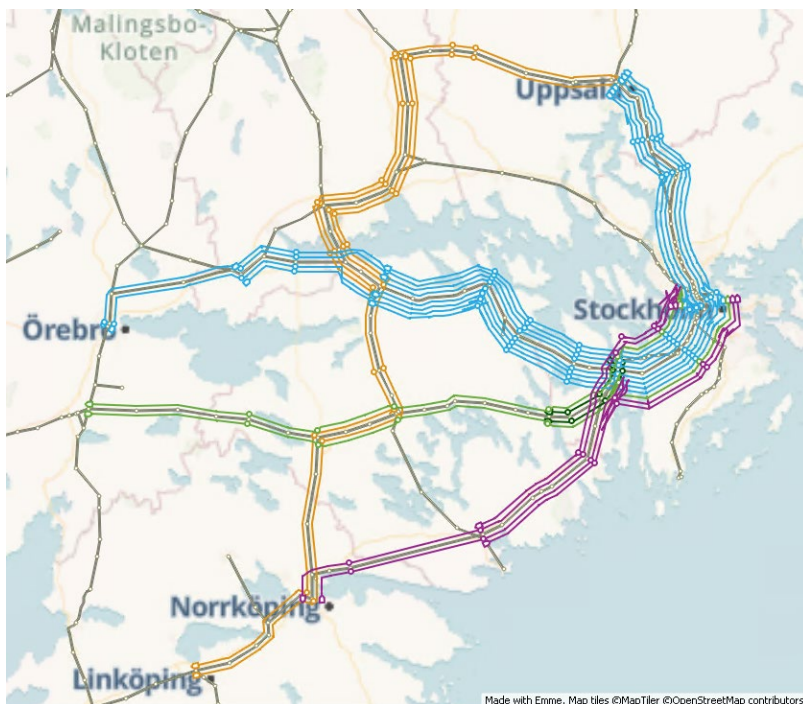 Malingsbo-
Kloten
Uppsala
Stockholm
Örebro
Norrköping
Linköping
Made with Emme, Map tiles ©MapTiler ©OpenStreetMap contributors